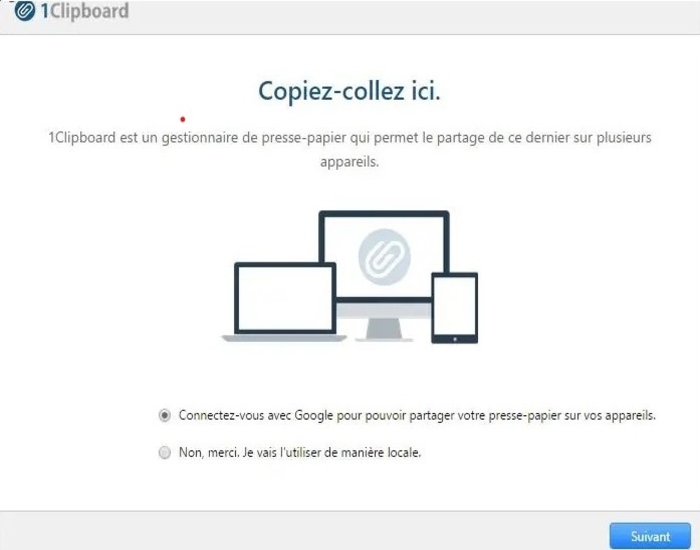 1Clipboard
Copiez-collez ici.
1Clipboard est un gestionnaire de presse-papier qui permet le partage de ce dernier sur plusieurs
appareils.
Connectez-vous avec Google pour pouvoir partager votre presse-papier sur vos appareils.
Non, merci. Je vais l'utiliser de manière locale.
Suivant